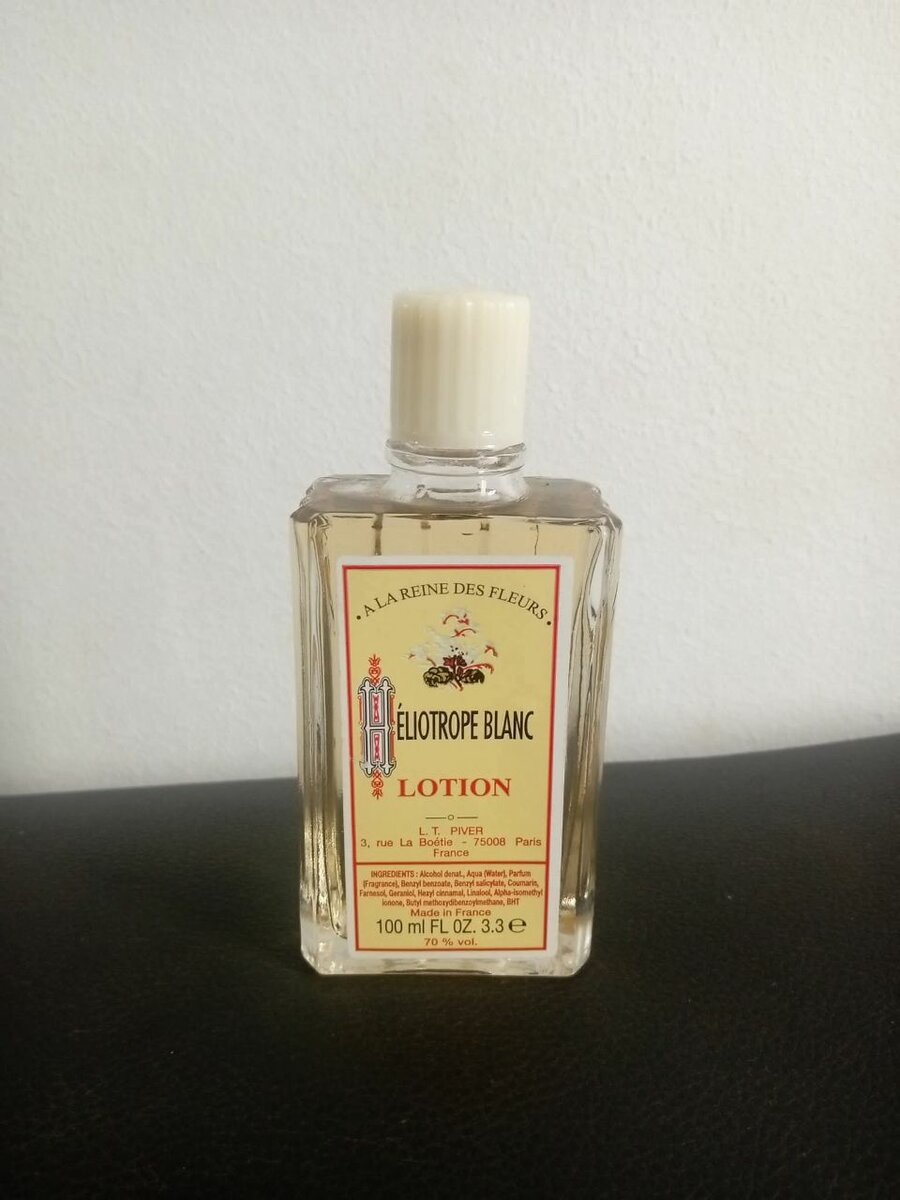 • A LA REINE DES FLEURS •
HÉLIOTROPE BLANC
LOTION
L. T. PIVER
3, rue La Boétie - 75008 Paris
France
INGREDIENTS : Alcohol denat., Aqua (Water), Parfum
(Fragrance), Benzyl benzoate, Benzyl salicylate, Coumarin,
Farnesol, Geraniol, Hexyl cinnamal, Linalool, Alpha-isomethyl
ionone, Butyl methoxydibenzoylmethane, BHT
Made in France
100 ml FL OZ. 3.3 ℮
70 % vol.